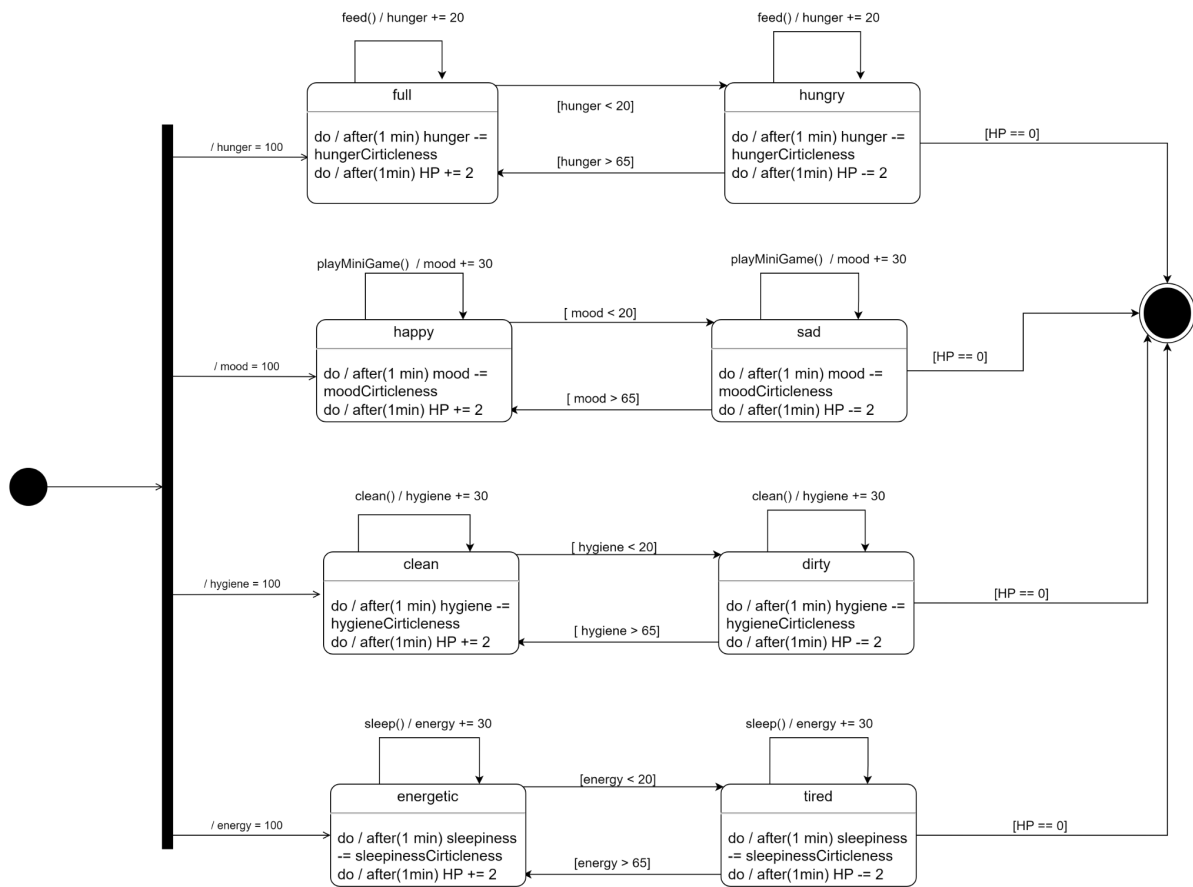 feed() / hunger += 20
feed() / hunger += 20
full
[hunger < 20]
hungry
/ hunger = 100
do / after(1 min) hunger -=
hungerCirticleness
do / after(1min) HP += 2
[hunger > 65]
do / after(1 min) hunger -=
hungerCirticleness
do / after(1min) HP -= 2
[HP == 0]
playMiniGame()  / mood += 30
playMiniGame()  / mood += 30
happy
[ mood < 20]
sad
/ mood = 100
do / after(1 min) mood -=
moodCirticleness
do / after(1min) HP += 2
[ mood > 65]
do / after(1 min) mood -=
moodCirticleness
do / after(1min) HP -= 2
[HP == 0]
clean() / hygiene += 30
clean() / hygiene += 30
clean
[ hygiene < 20]
dirty
/ hygiene = 100
do / after(1 min) hygiene -=
hygieneCirticleness
do / after(1min) HP += 2
[ hygiene > 65]
do / after(1 min) hygiene -=
hygieneCirticleness
do / after(1min) HP -= 2
[HP == 0]
sleep() / energy += 30
sleep() / energy += 30
energetic
[energy < 20]
tired
/ energy = 100
do / after(1 min) sleepiness
-= sleepinessCirticleness
do / after(1min) HP += 2
[energy > 65]
do / after(1 min) sleepiness
-= sleepinessCirticleness
do / after(1min) HP -= 2
[HP == 0]